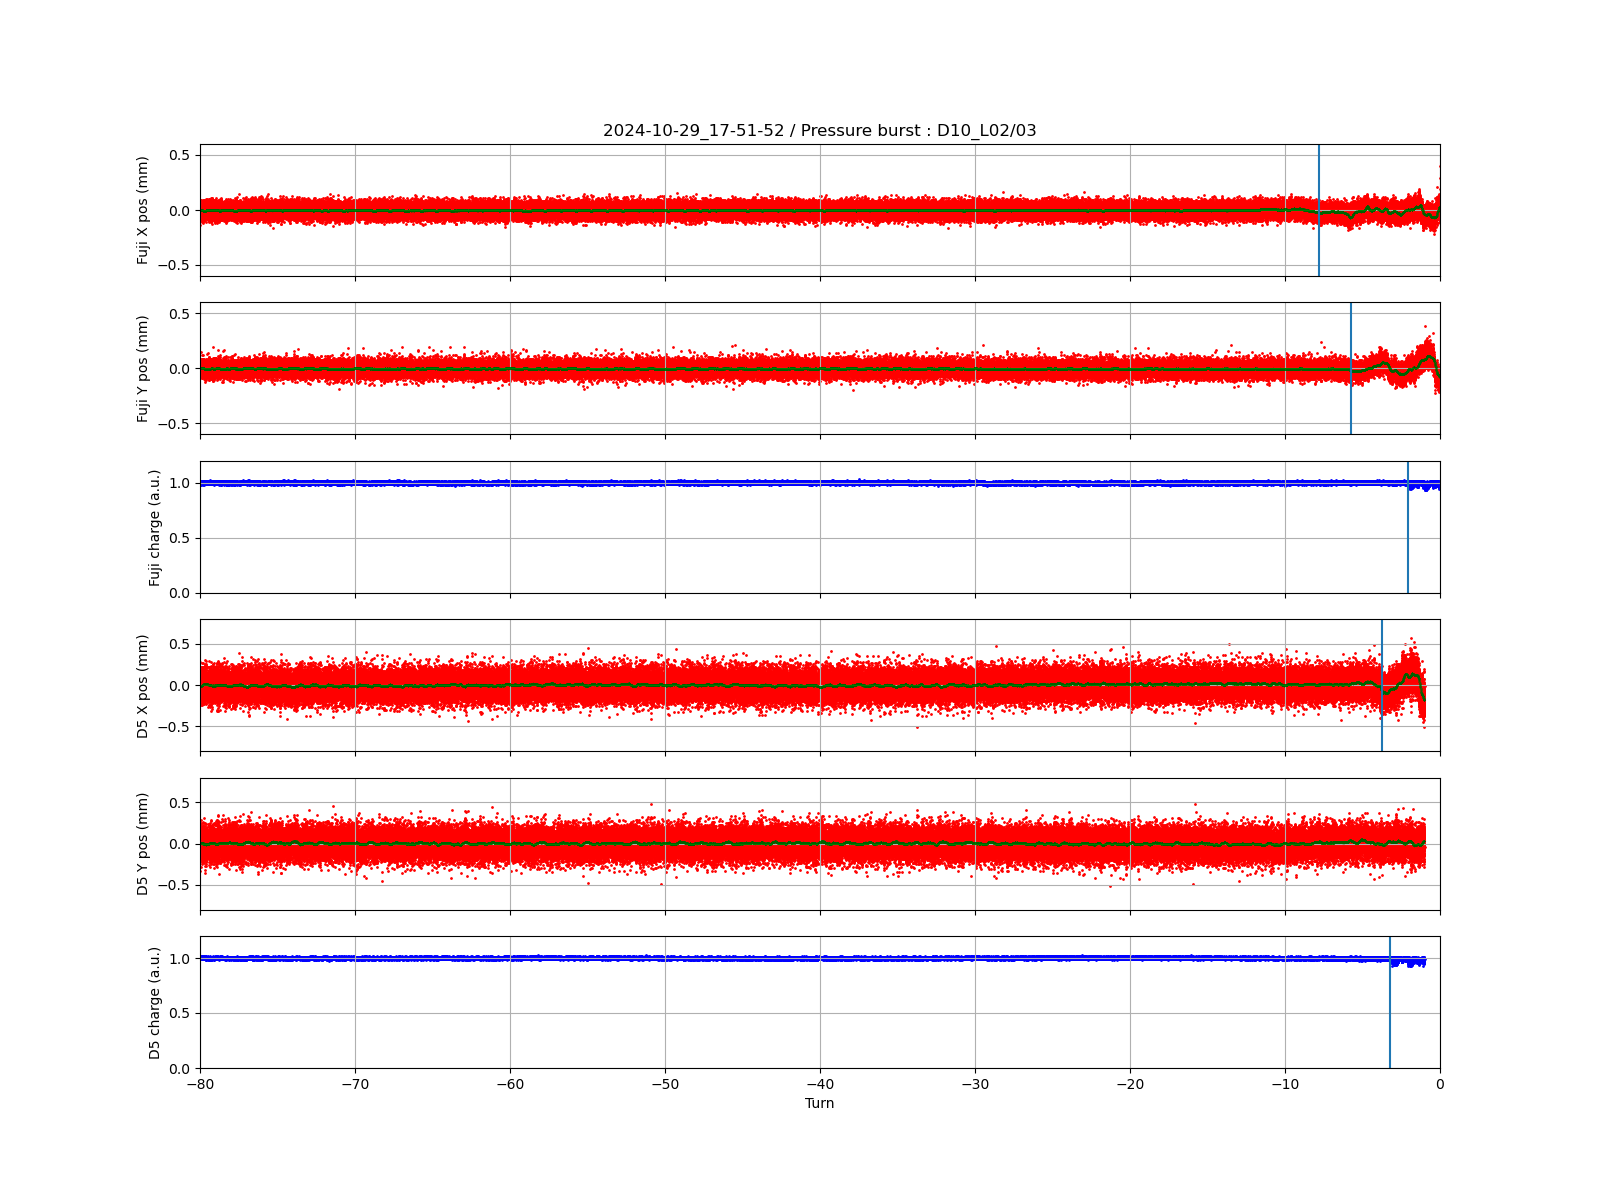 2024-10-29_17-51-52 / Pressure burst : D10_L02/03
0.5
0.0
−0.5
Fuji X pos (mm)
0.5
0.0
−0.5
Fuji Y pos (mm)
1.0
0.5
0.0
Fuji charge (a.u.)
0.5
0.0
−0.5
D5 X pos (mm)
0.5
0.0
−0.5
D5 Y pos (mm)
1.0
0.5
0.0
D5 charge (a.u.)
−80 −70 −60 −50 −40 −30 −20 −10 0
Turn